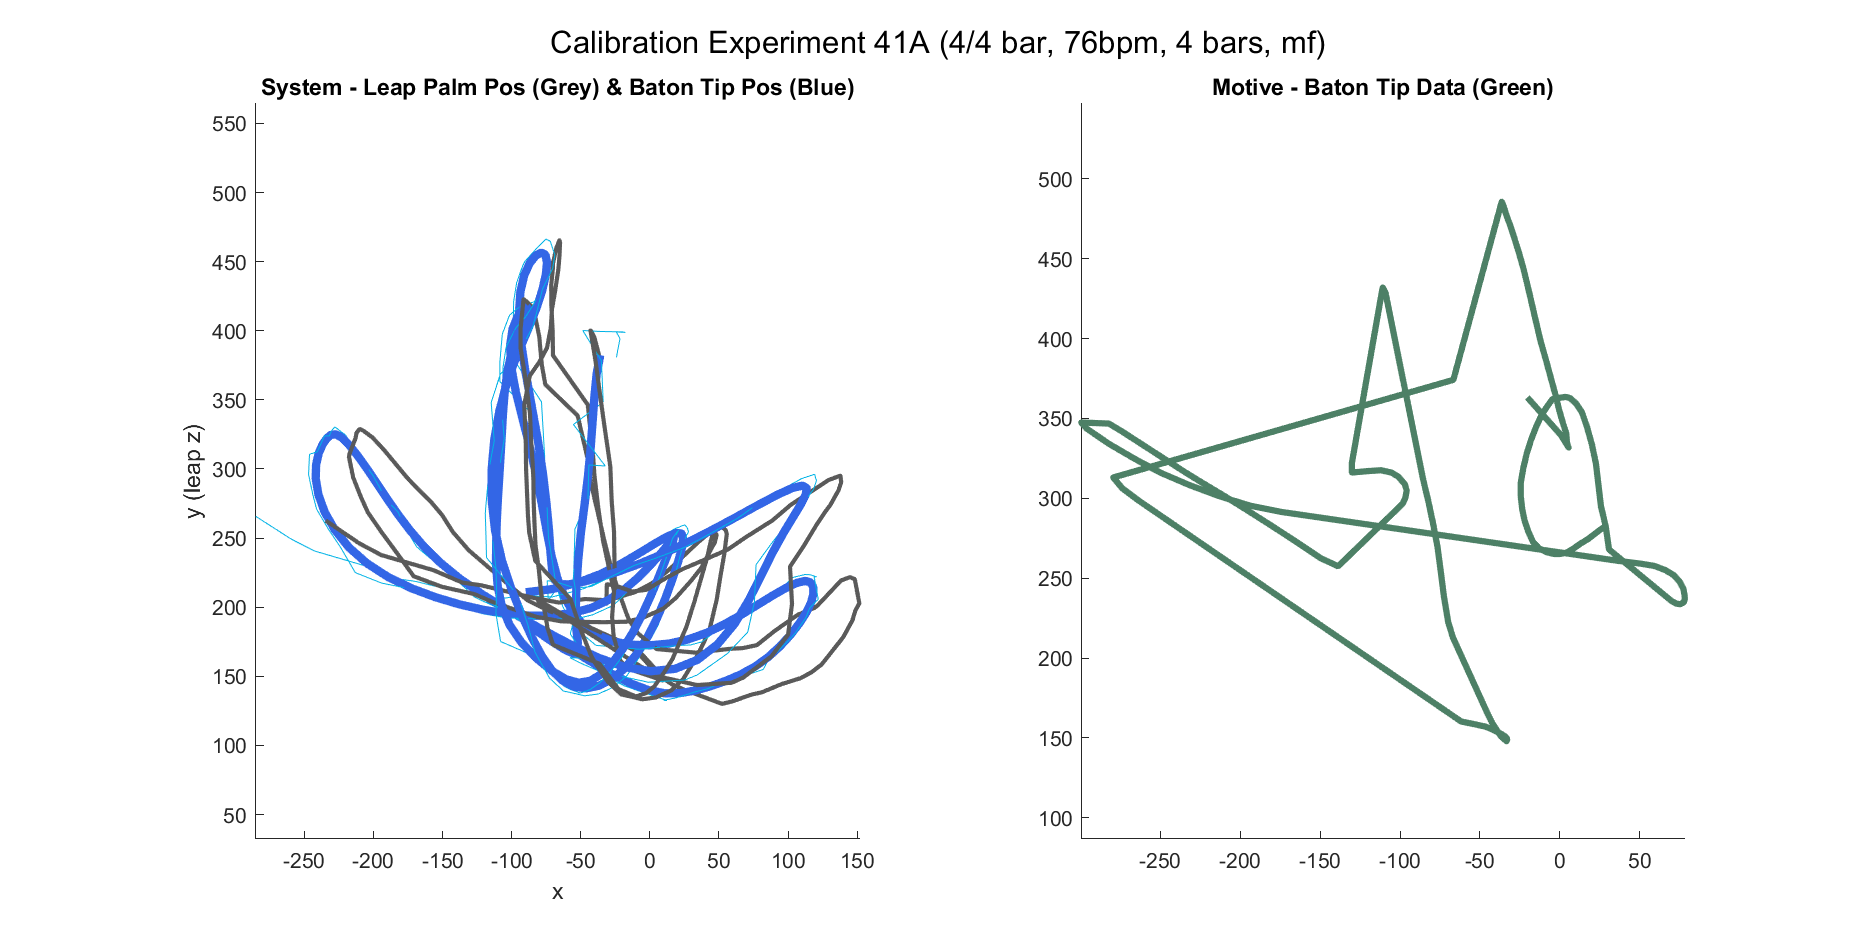 Calibration Experiment 41A (4/4 bar, 76bpm, 4 bars, mf)
System - Leap Palm Pos (Grey) & Baton Tip Pos (Blue)
550
500
450
400
350
300
250
200
150
100
50
y (leap z)
-250 -200 -150 -100 -50 0 50 100 150
x
Motive - Baton Tip Data (Green)
500
450
400
350
300
250
200
150
100
-250 -200 -150 -100 -50 0 50